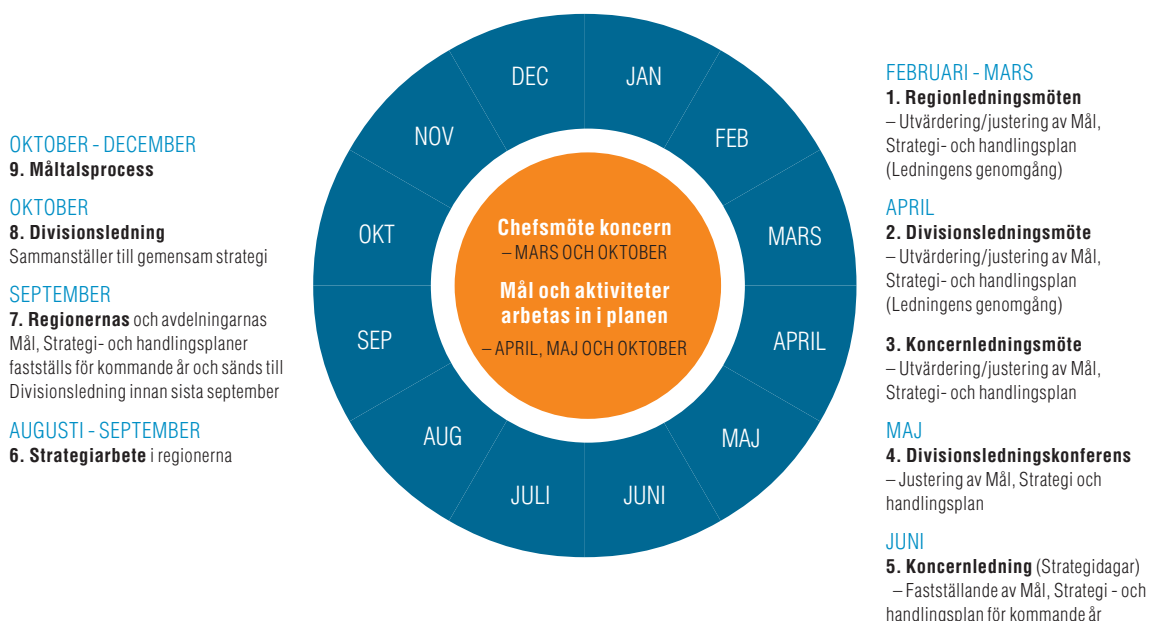 OKTOBER - DECEMBER
9. Måltalsprocess
OKTOBER
8. Divisionsledning
Sammanställer till gemensam strategi
SEPTEMBER
7. Regionernas och avdelningarnas
Mål, Strategi- och handlingsplaner
fastställs för kommande år och sänds till
Divisionsledning innan sista september
AUGUSTI - SEPTEMBER
6. Strategiarbete i regionerna
DEC
JAN
NOV
FEB
OKT
MARS
SEP
APRIL
AUG
MAJ
JULI
JUNI
Chefsmöte koncern
– MARS OCH OKTOBER
Mål och aktiviteter
arbetas in i planen
– APRIL, MAJ OCH OKTOBER
FEBRUARI - MARS
1. Regionledningsmöten
– Utvärdering/justering av Mål,
Strategi- och handlingsplan
(Ledningens genomgång)
APRIL
2. Divisionsledningsmöte
– Utvärdering/justering av Mål,
Strategi- och handlingsplan
(Ledningens genomgång)
3. Koncernledningsmöte
– Utvärdering/justering av Mål,
Strategi- och handlingsplan
MAJ
4. Divisionsledningskonferens
– Justering av Mål, Strategi och
handlingsplan
JUNI
5. Koncernledning (Strategidagar)
– Fastställande av Mål, Strategi - och
handlingsplan för kommande år